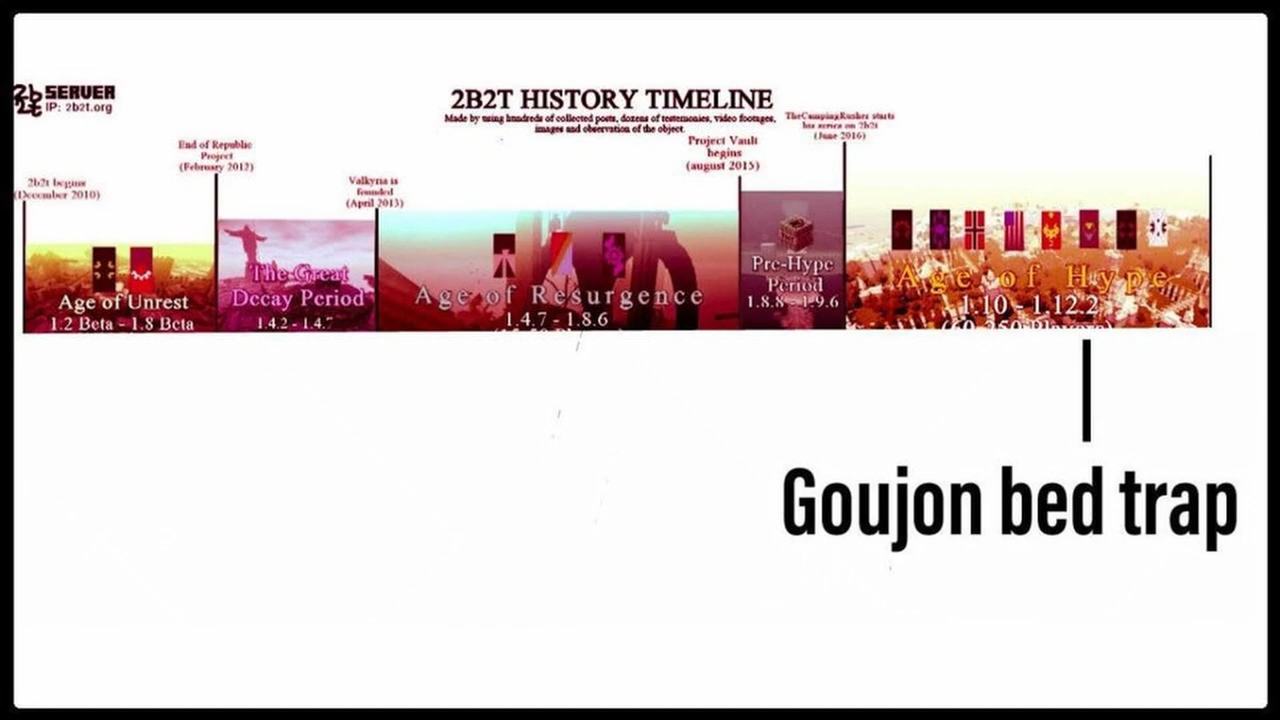 2b2t SERVER
IP: 2b2t.org
2B2T HISTORY TIMELINE
Made by using hundreds of collected posts, dozens of testemonies, video footages,
images and observation of the object.
2b2t begins
(December 2010)
End of Republic
Project
(February 2012)
Valkyria is
founded
(April 2013)
Project Vault
begins
(august 2015)
TheCampingRusher starts
his series on 2b2t
(June 2016)
Age of Unrest
1.2 Beta - 1.8 Beta
The Great
Decay Period
1.4.2 - 1.4.7
Age of Resurgence
1.4.7 - 1.8.6
Pre-Hype
Period
1.8.8 - 1.9.6
Age of Hype
1.10 - 1.12.2
(60-250 Players)
Goujon bed trap